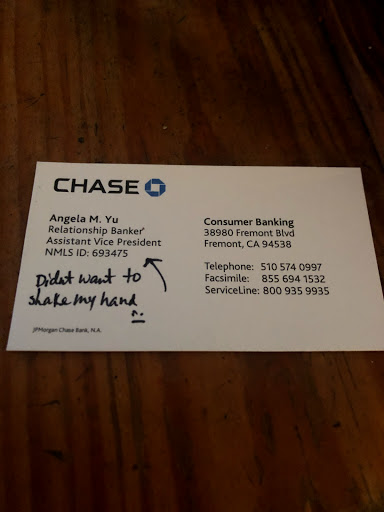 CHASE
Angela M. Yu
Relationship Banker
Assistant Vice President
NMLS ID: 693475
Didnt want to
shake my hand
JPMorgan Chase Bank, N.A.
Consumer Banking
38980 Fremont Blvd
Fremont, CA 94538
Telephone: 510 574 0997
Facsimile: 855 694 1532
ServiceLine: 800 935 9935